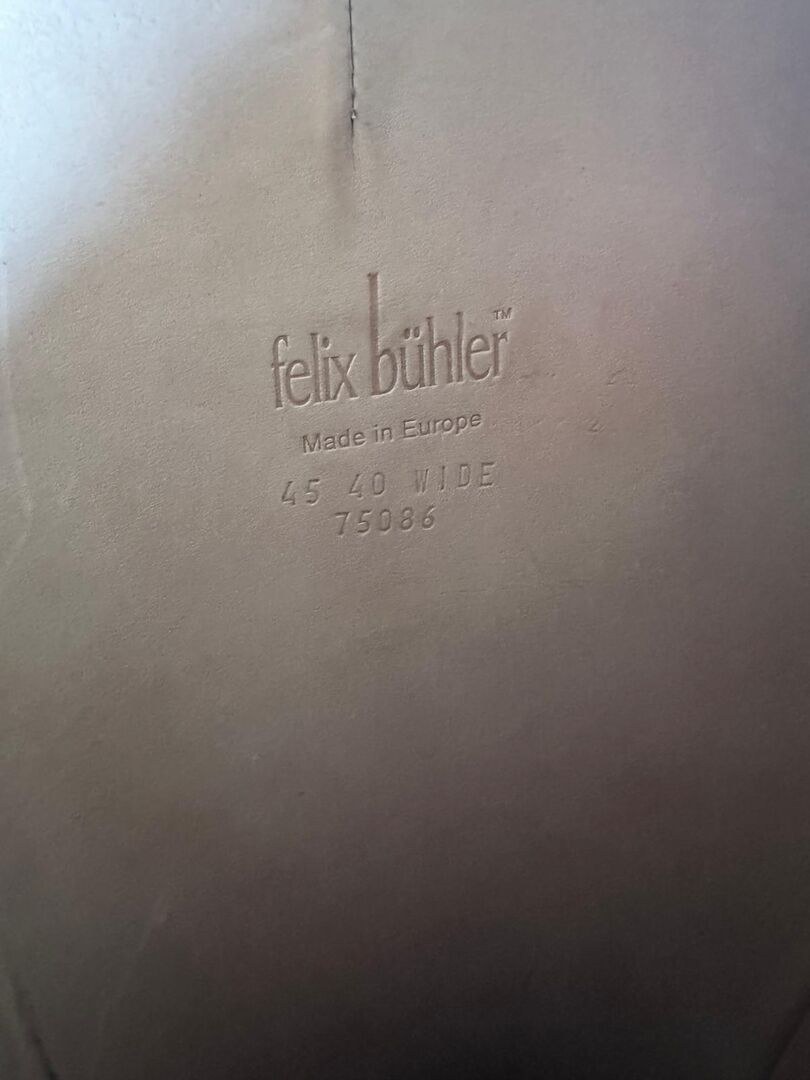 felix bühler™
Made in Europe
45 40 WIDE
75086